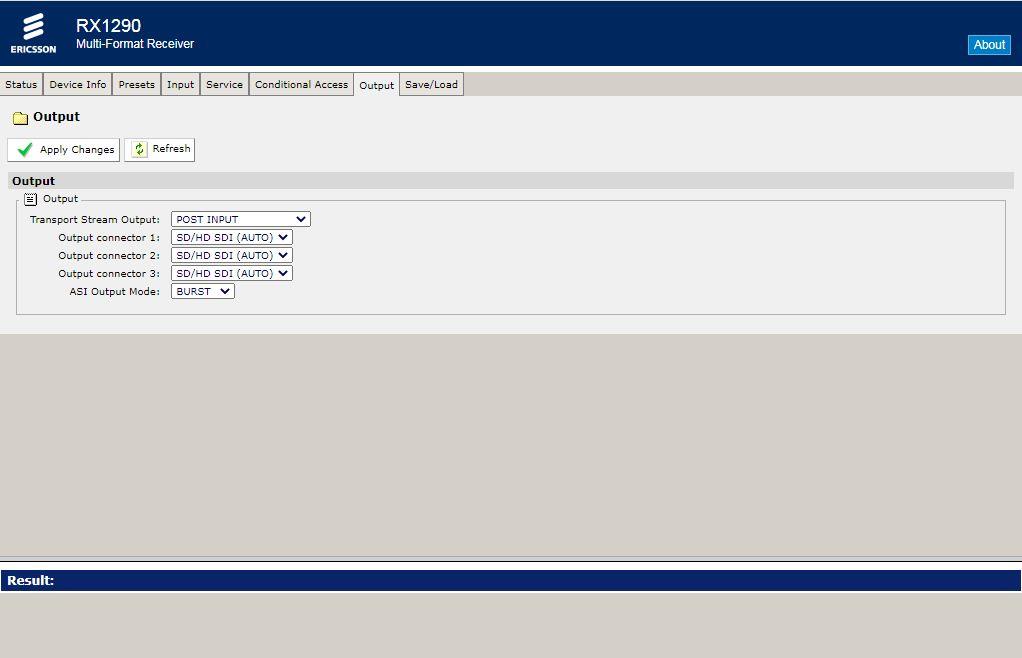 ERICSSON
RX1290
Multi-Format Receiver
About
Status Device Info Presets Input Service Conditional Access Output Save/Load
Output
Apply Changes Refresh
Output
Output
Transport Stream Output: POST INPUT
Output connector 1: SD/HD SDI (AUTO)
Output connector 2: SD/HD SDI (AUTO)
Output connector 3: SD/HD SDI (AUTO)
ASI Output Mode: BURST
Result: